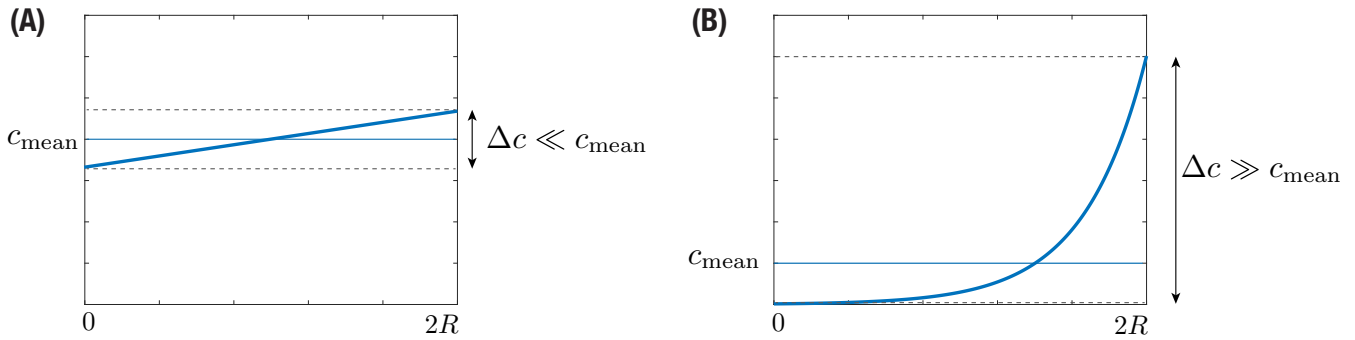 (A)
c_mean
Δc ≪ c_mean
0
2R
(B)
Δc ≫ c_mean
c_mean
0
2R